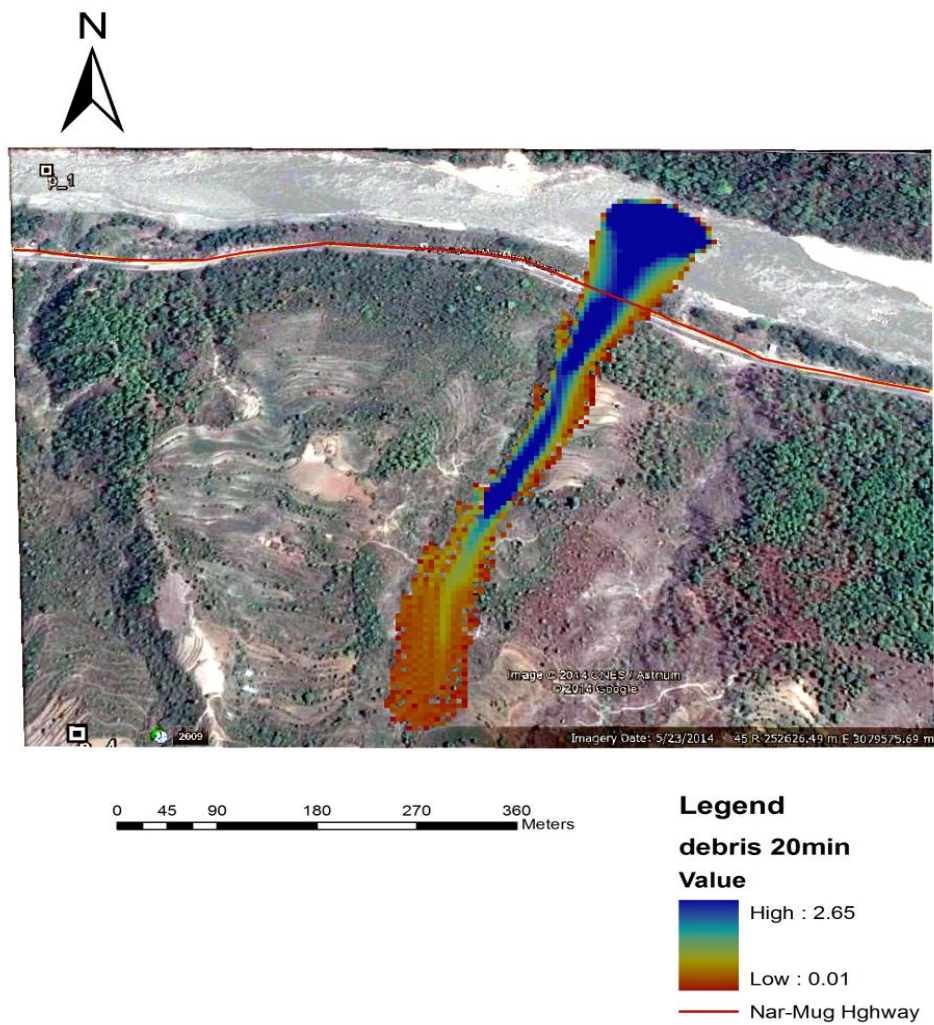 N
p_1
Image © 2014 CNES / Astrium
© 2014 Google
2009
Imagery Date: 5/23/2014 45 R 252626.49 m E 3079575.69 m
0 45 90 180 270 360
Meters
Legend
debris 20min
Value
High : 2.65
Low : 0.01
Nar-Mug Hghway